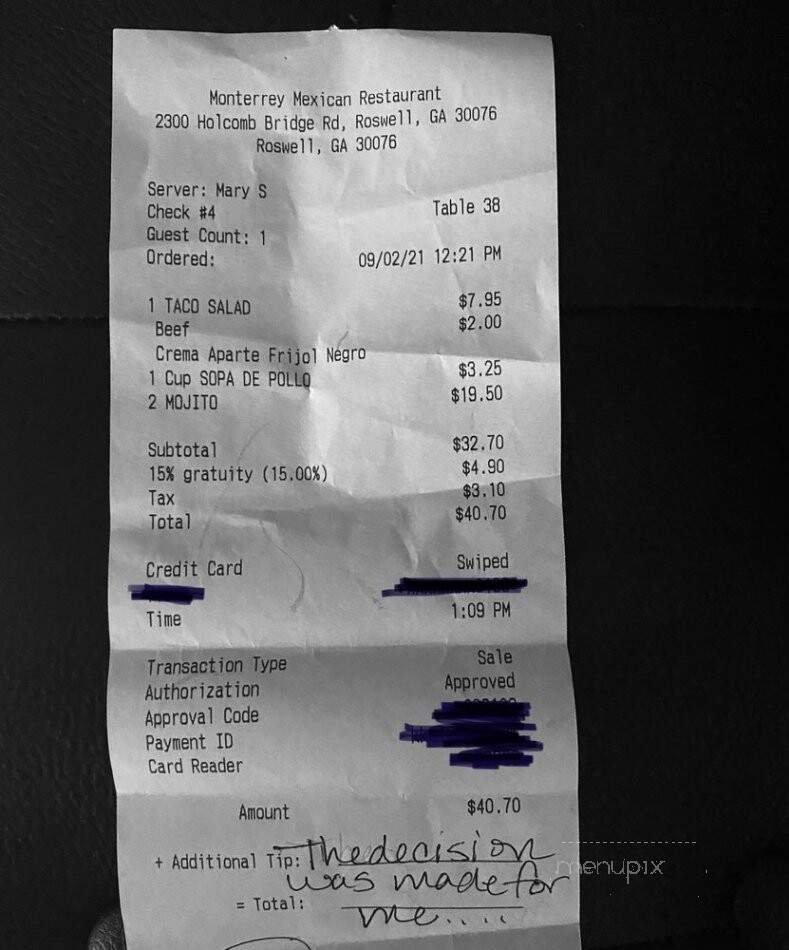 Monterrey Mexican Restaurant
2300 Holcomb Bridge Rd, Roswell, GA 30076
Roswell, GA 30076
Server: Mary S
Check #4 Table 38
Guest Count: 1
Ordered: 09/02/21 12:21 PM
1 TACO SALAD $7.95
Beef $2.00
Crema Aparte Frijol Negro
1 Cup SOPA DE POLLO $3.25
2 MOJITO $19.50
Subtotal $32.70
15% gratuity (15.00%) $4.90
Tax $3.10
Total $40.70
Credit Card Swiped
Time 1:09 PM
Transaction Type Sale
Authorization Approved
Approval Code
Payment ID
Card Reader
Amount $40.70
+ Additional Tip: The decision
was made for
= Total: me.....
menupix